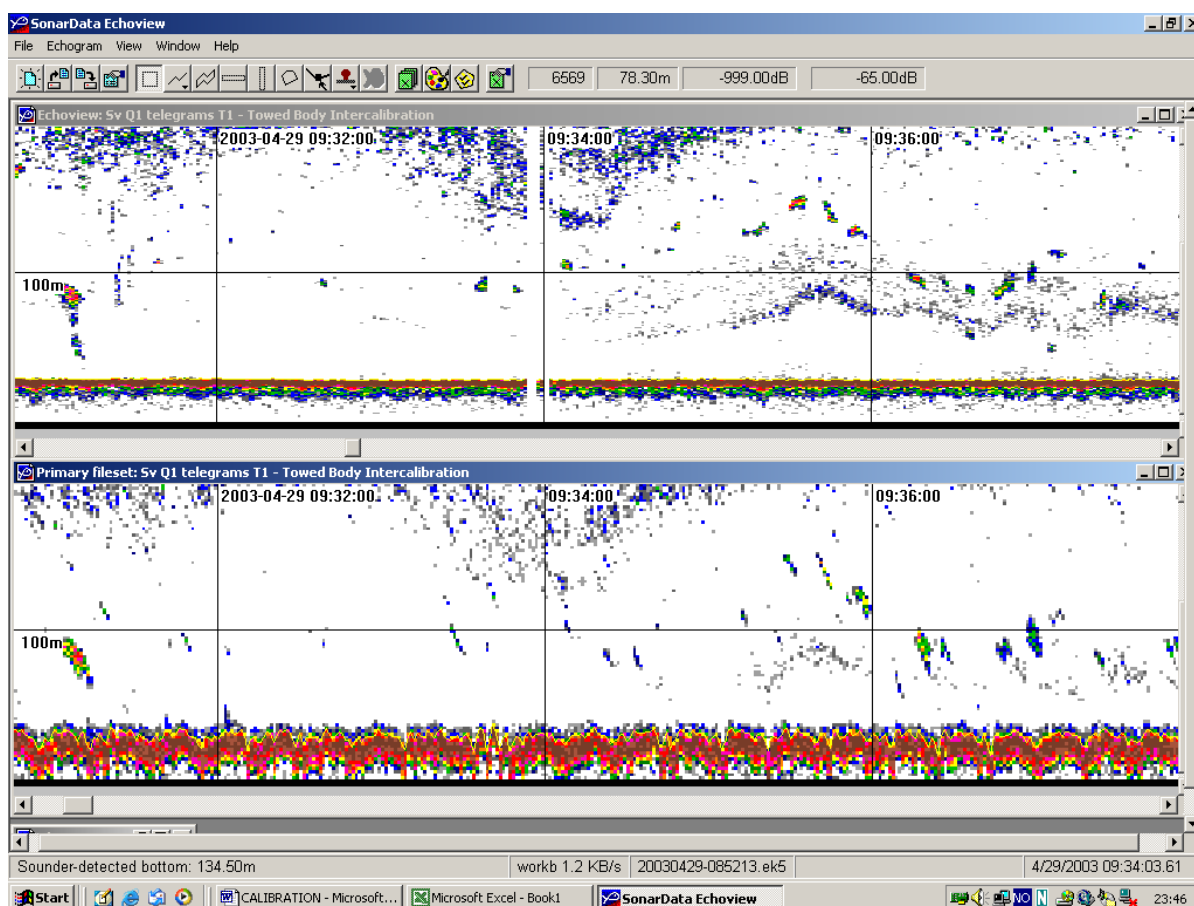 SonarData Echoview
File Echogram View Window Help
6569 78.30m -999.00dB -65.00dB
Echoview: Sv Q1 telegrams T1 - Towed Body Intercalibration
2003-04-29 09:32:00 09:34:00 09:36:00
100m
Primary fileset: Sv Q1 telegrams T1 - Towed Body Intercalibration
2003-04-29 09:32:00 09:34:00 09:36:00
100m
Sounder-detected bottom: 134.50m workb 1.2 KB/s 20030429-085213.ek5 4/29/2003 09:34:03.61
Start CALIBRATION - Microsoft... Microsoft Excel - Book1 SonarData Echoview NO N 23:46